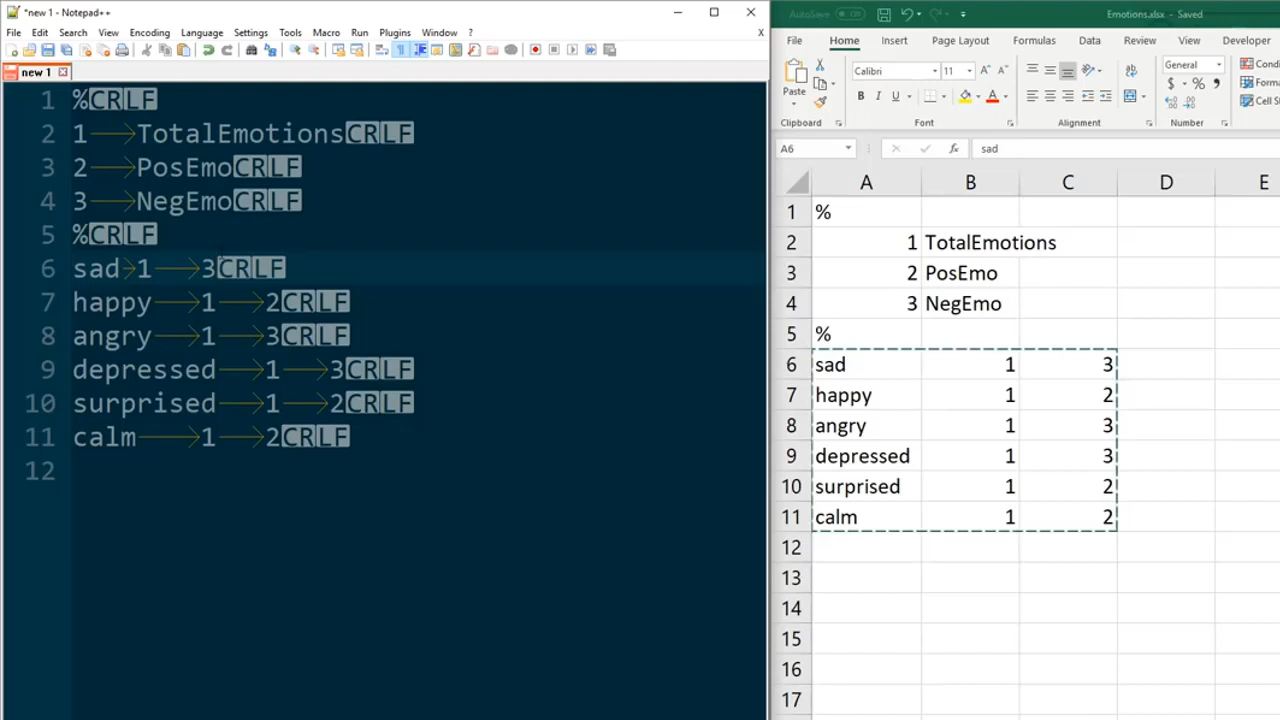 *new 1 - Notepad++
File Edit Search View Encoding Language Settings Tools Macro Run Plugins Window ? X
new 1
1 %CRLF
2 1 TotalEmotionsCRLF
3 2 PosEmoCRLF
4 3 NegEmoCRLF
5 %CRLF
6 sad 1 3CRLF
7 happy 1 2CRLF
8 angry 1 3CRLF
9 depressed 1 3CRLF
10 surprised 1 2CRLF
11 calm 1 2CRLF
12
AutoSave Off Emotions.xlsx - Saved
File Home Insert Page Layout Formulas Data Review View Developer
Paste Calibri 11 A A General Condi
B I U A $ % , Forma
Cell S
Clipboard Font Alignment Number
A6 fx sad
A B C D E
1 %
2 1 TotalEmotions
3 2 PosEmo
4 3 NegEmo
5 %
6 sad 1 3
7 happy 1 2
8 angry 1 3
9 depressed 1 3
10 surprised 1 2
11 calm 1 2
12
13
14
15
16
17